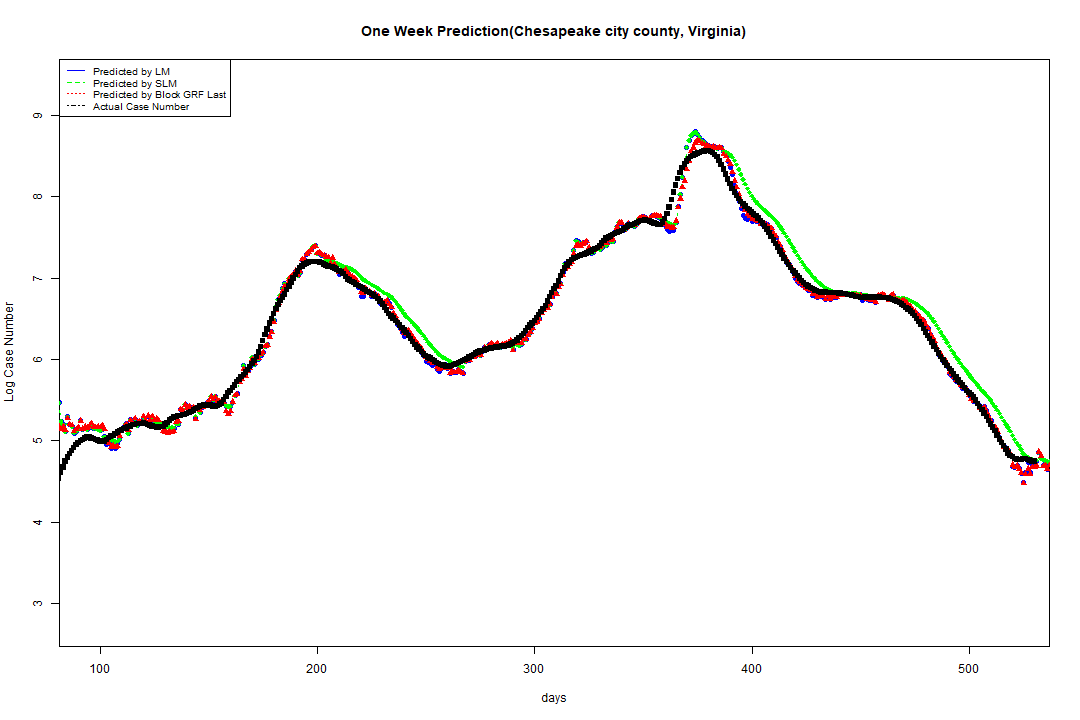 One Week Prediction(Chesapeake city county, Virginia)
Predicted by LM
Predicted by SLM
Predicted by Block GRF Last
Actual Case Number
9
8
7
6
5
4
3
Log Case Number
100 200 300 400 500
days